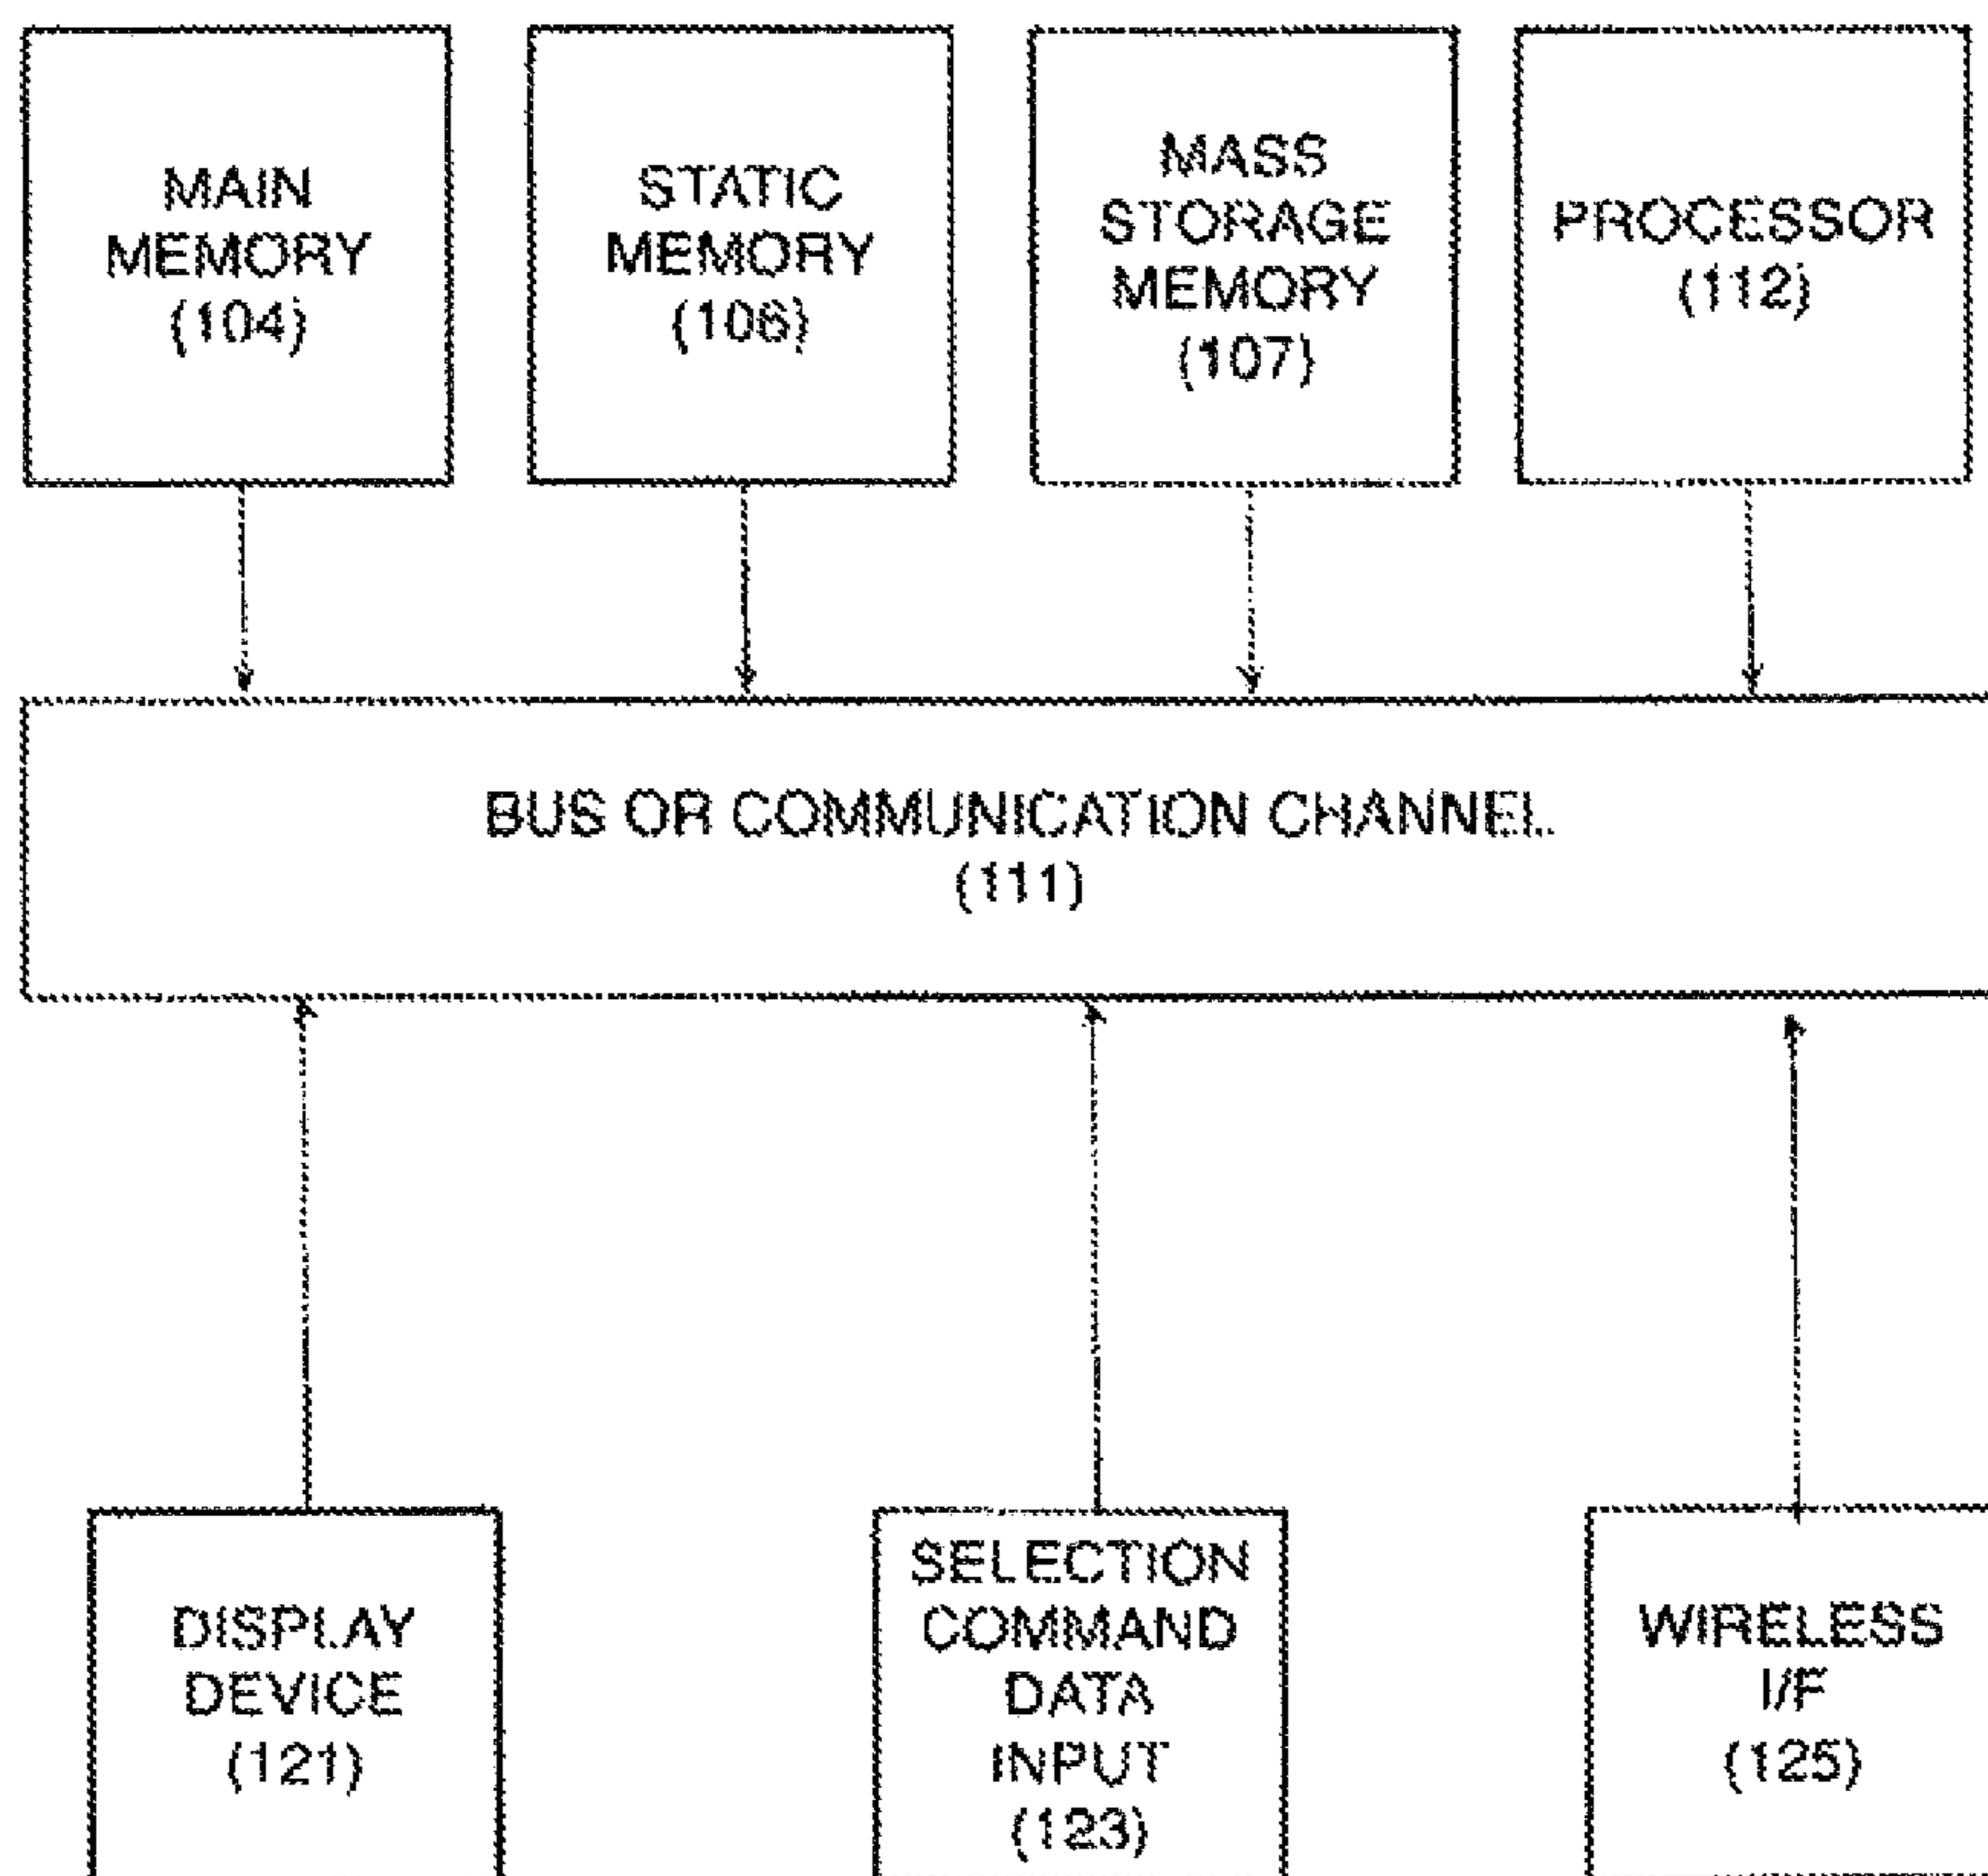 MAIN
MEMORY
(104)
STATIC
MEMORY
(106)
MASS
STORAGE
MEMORY
(107)
PROCESSOR
(112)
BUS OR COMMUNICATION CHANNEL
(111)
DISPLAY
DEVICE
(121)
SELECTION
COMMAND
DATA
INPUT
(123)
WIRELESS
I/F
(125)